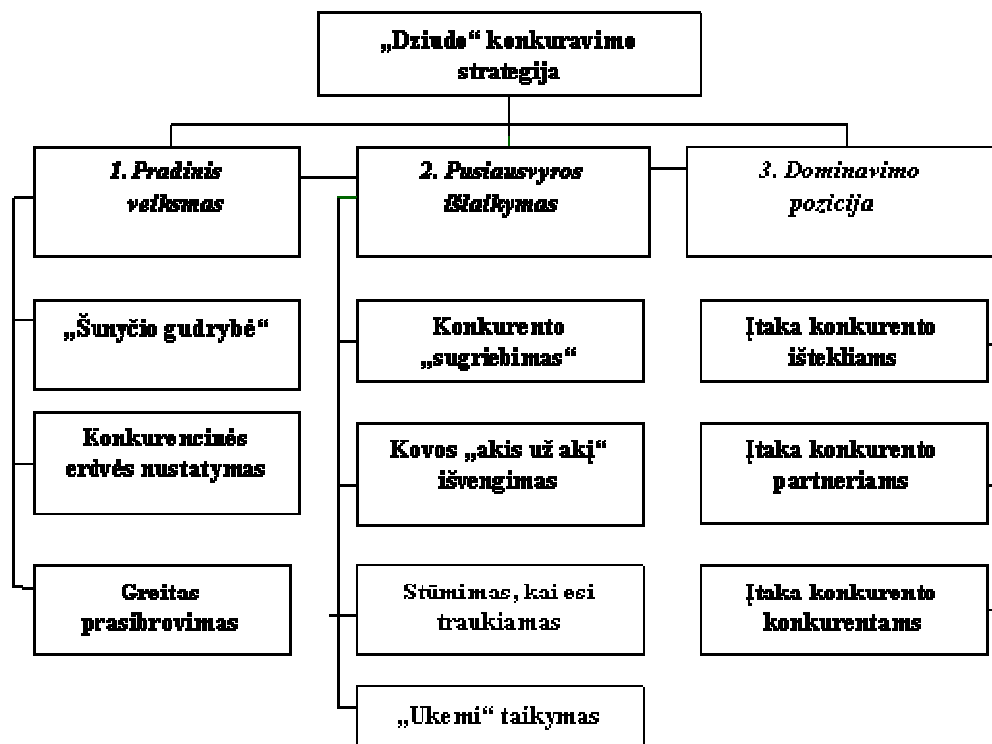 „Dziudo“ konkuravimo
strategija
1. Pradinis
veiksmas
2. Pusiausvyros
išlaikymas
3. Dominavimo
pozicija
„Šunyčio gudrybė“
Konkurencinės
erdvės nustatymas
Greitas
prasibrovimas
Konkurento
„sugriebimas“
Kovos „akis už akį“
išvengimas
Stūmimas, kai esi
traukiamas
„Ukemi“ taikymas
Įtaka konkurento
ištekliams
Įtaka konkurento
partneriams
Įtaka konkurento
konkurentams